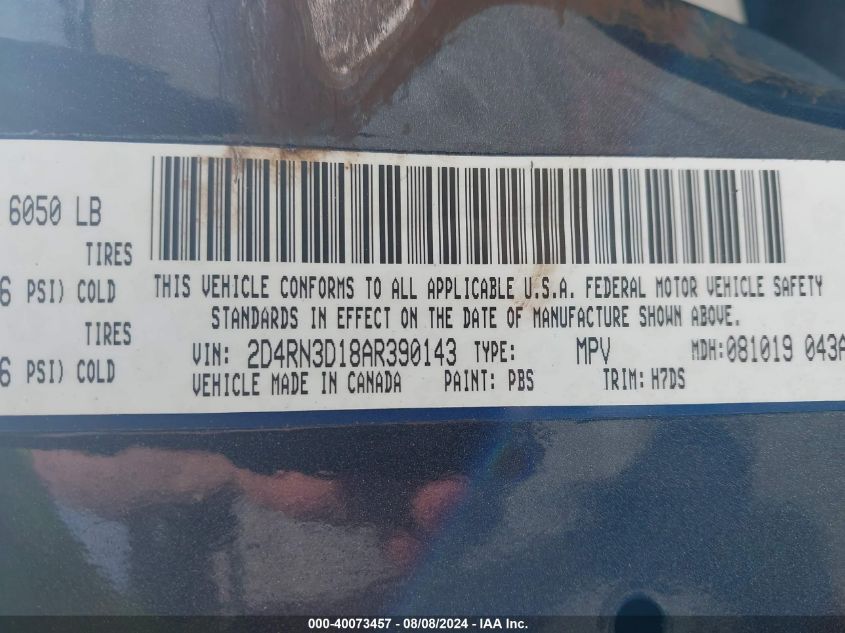 6050 LB
TIRES
6 PSI) COLD
TIRES
6 PSI) COLD
THIS VEHICLE CONFORMS TO ALL APPLICABLE U.S.A. FEDERAL MOTOR VEHICLE SAFETY
STANDARDS IN EFFECT ON THE DATE OF MANUFACTURE SHOWN ABOVE.
VIN: 2D4RN3D18AR390143 TYPE: MPV MDH:081019 043A
VEHICLE MADE IN CANADA PAINT: PBS TRIM: H7DS
000-40073457 - 08/08/2024 - IAA Inc.